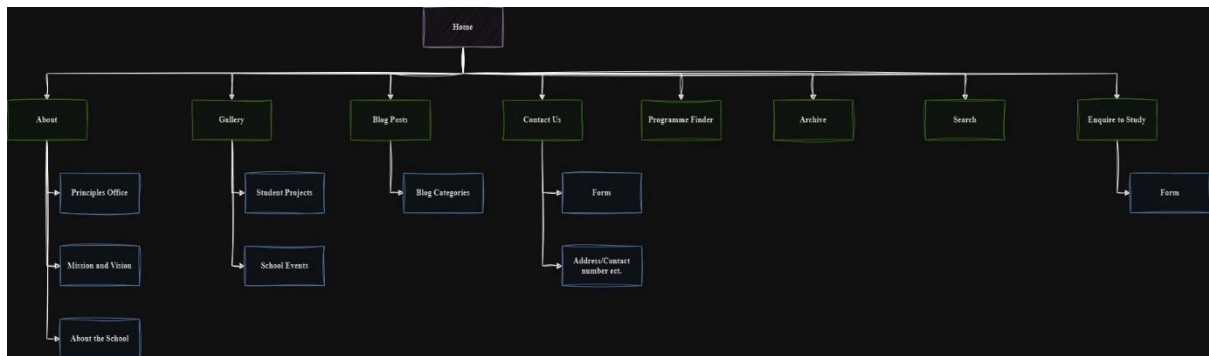 Home
About
Gallery
Blog Posts
Contact Us
Programme Finder
Archive
Search
Enquire to Study
Principles Office
Student Projects
Blog Categories
Form
Form
Mission and Vision
School Events
Address/Contact
number ect.
About the School